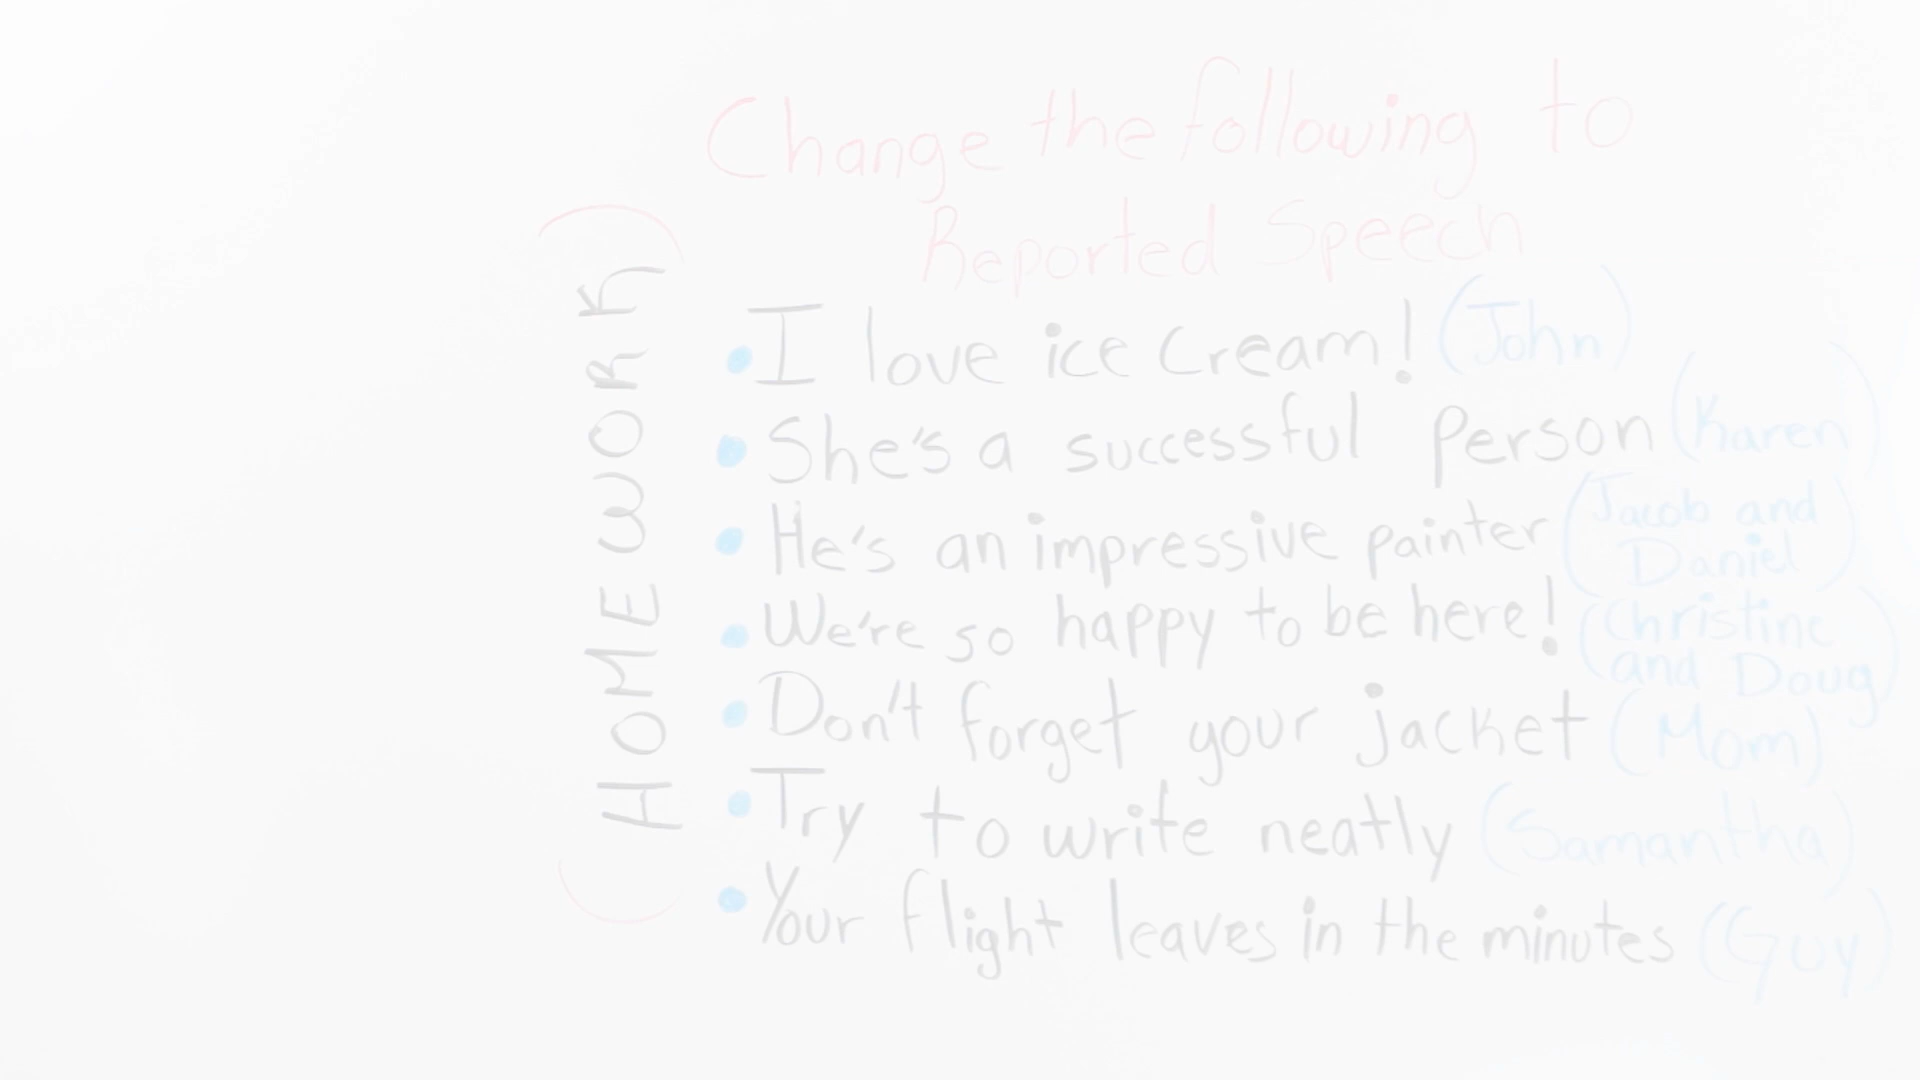 Change the following to
Reported Speech
HOMEWORK
I love ice cream! (John)
She's a successful person (Karen)
He's an impressive painter (Jacob and Daniel)
We're so happy to be here! (Christine and Doug)
Don't forget your jacket (Mom)
Try to write neatly (Samantha)
Your flight leaves in the minutes (Guy)